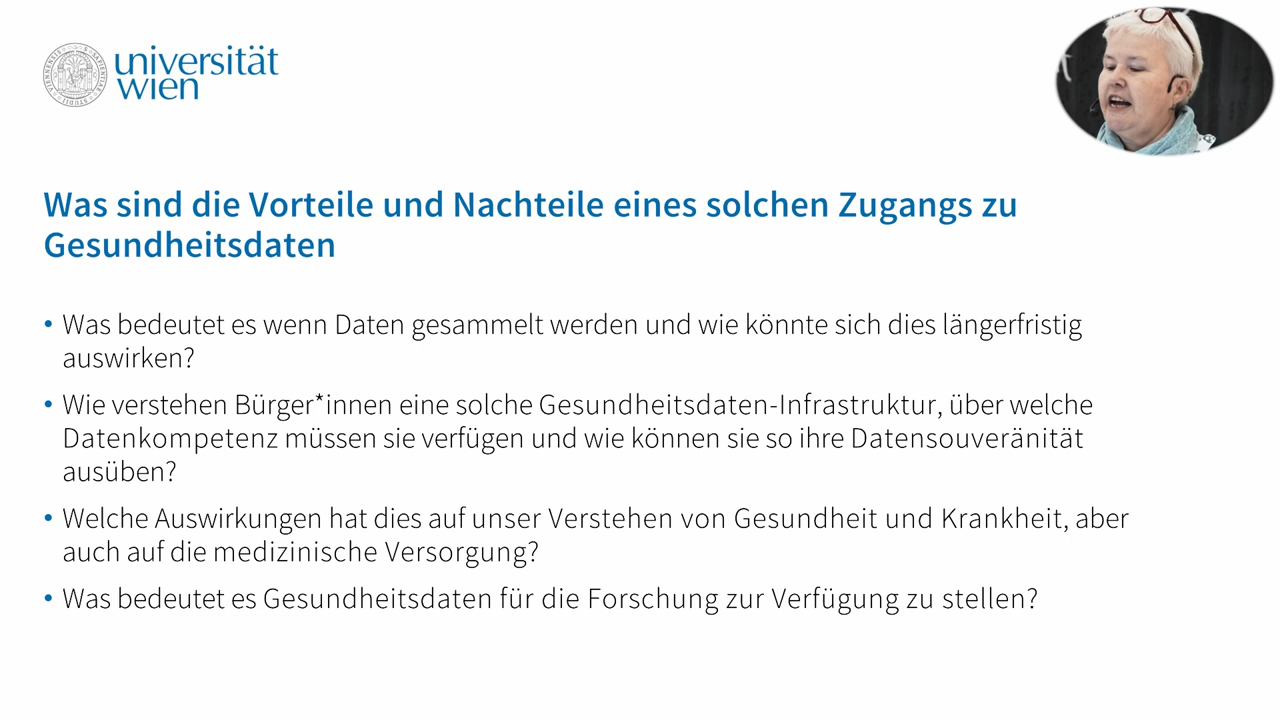 universität
wien
Was sind die Vorteile und Nachteile eines solchen Zugangs zu
Gesundheitsdaten
• Was bedeutet es wenn Daten gesammelt werden und wie könnte sich dies längerfristig
auswirken?
• Wie verstehen Bürger*innen eine solche Gesundheitsdaten-Infrastruktur, über welche
Datenkompetenz müssen sie verfügen und wie können sie so ihre Datensouveränität
ausüben?
• Welche Auswirkungen hat dies auf unser Verstehen von Gesundheit und Krankheit, aber
auch auf die medizinische Versorgung?
• Was bedeutet es Gesundheitsdaten für die Forschung zur Verfügung zu stellen?